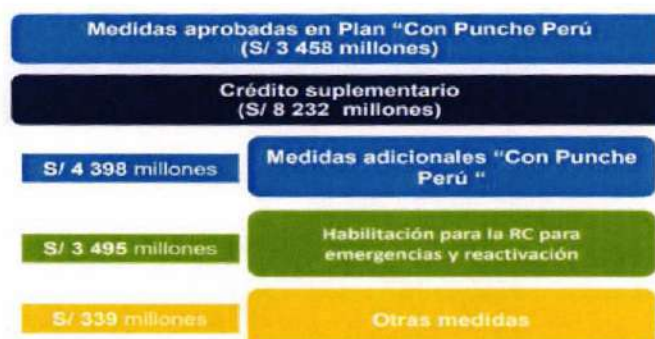 Medidas aprobadas en Plan “Con Punche Perú
(S/ 3 458 millones)
Crédito suplementario
(S/ 8 232 millones)
S/ 4 398 millones
Medidas adicionales “Con Punche
Perú “
S/ 3 495 millones
Habilitación para la RC para
emergencias y reactivación
S/ 339 millones
Otras medidas